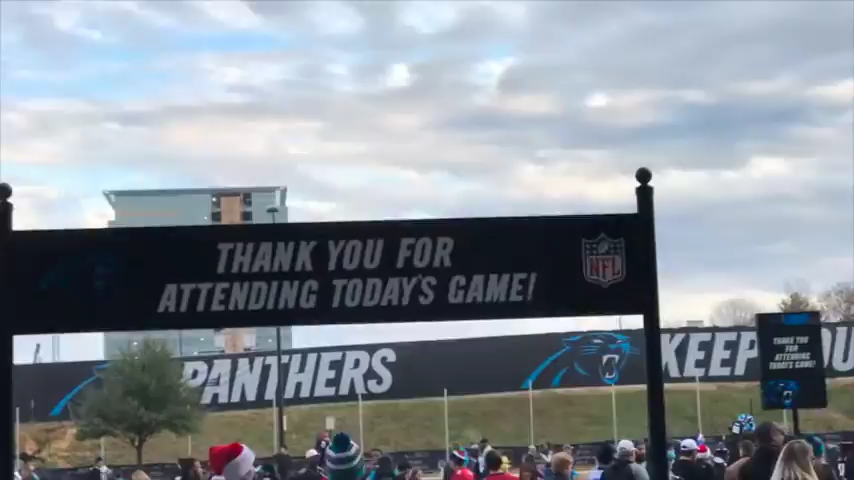 THANK YOU FOR
ATTENDING TODAY'S GAME!
NFL
PANTHERS
KEEP
THANK YOU
FOR
ATTENDING
TODAY'S GAME!